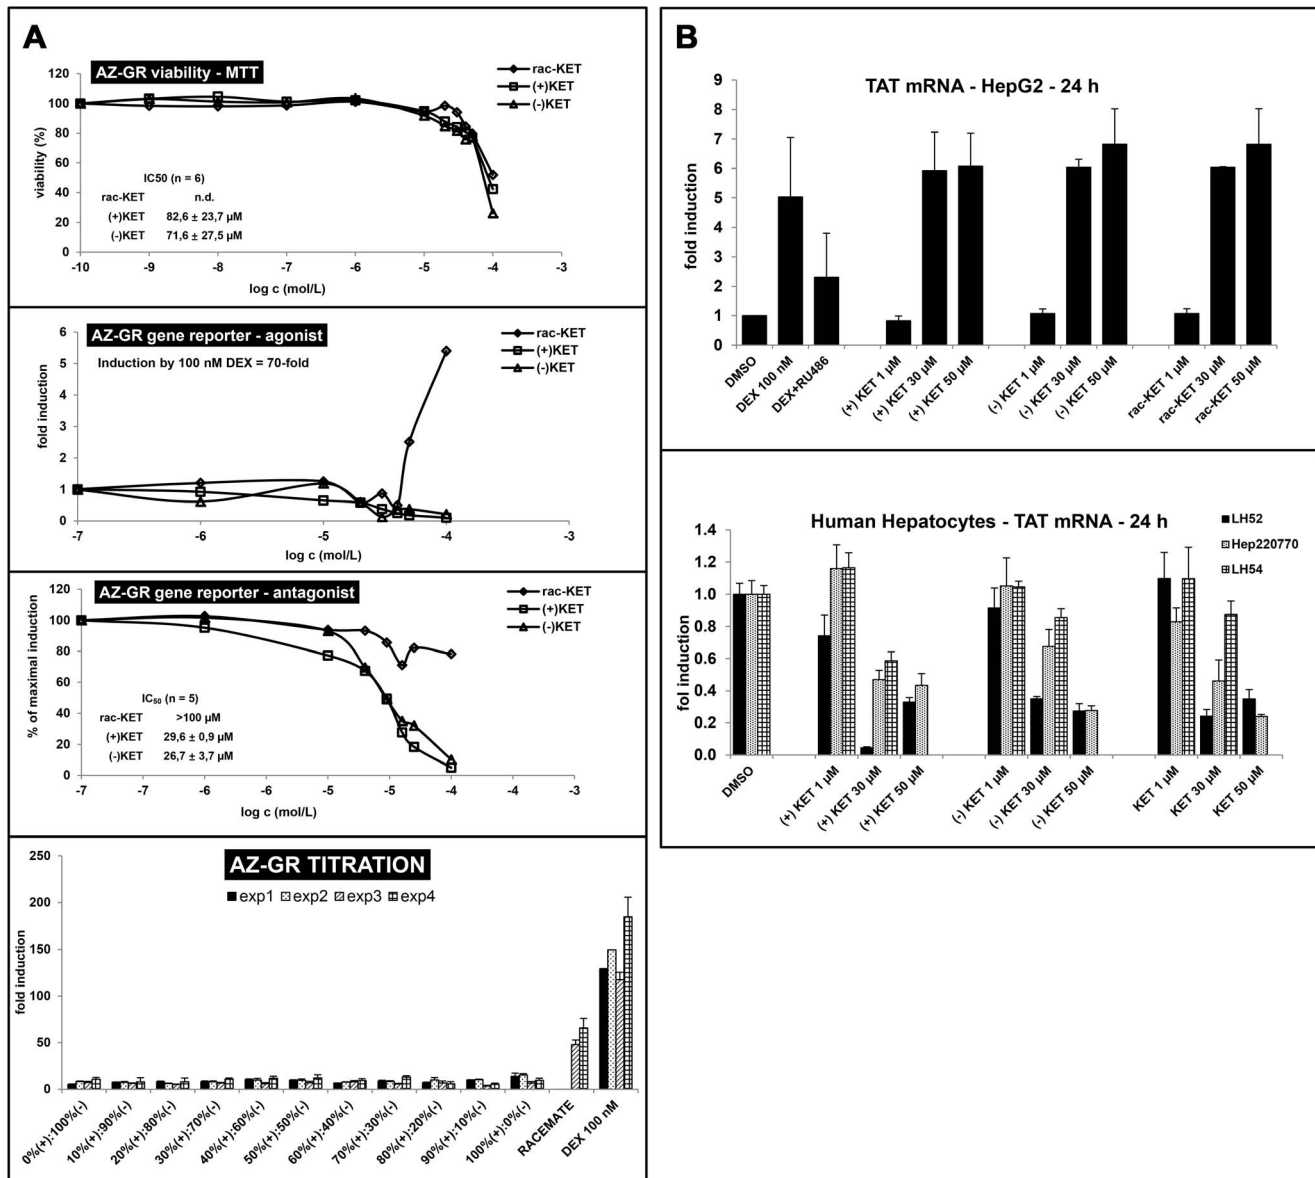 A
AZ-GR viability - MTT
rac-KET
(+)KET
(-)KET
120
100
80
60
40
20
0
viability (%)
IC50 (n = 6)
rac-KET n.d.
(+)KET 82,6 ± 23,7 µM
(-)KET 71,6 ± 27,5 µM
-10 -9 -8 -7 -6 -5 -4 -3
log c (mol/L)
AZ-GR gene reporter - agonist
Induction by 100 nM DEX = 70-fold
rac-KET
(+)KET
(-)KET
6
5
4
3
2
1
0
fold induction
-7 -6 -5 -4 -3
log c (mol/L)
AZ-GR gene reporter - antagonist
rac-KET
(+)KET
(-)KET
120
100
80
60
40
20
0
% of maximal induction
IC50 (n = 5)
rac-KET >100 µM
(+)KET 29,6 ± 0,9 µM
(-)KET 26,7 ± 3,7 µM
-7 -6 -5 -4 -3
log c (mol/L)
AZ-GR TITRATION
exp1 exp2 exp3 exp4
250
200
150
100
50
0
fold induction
0%(+):100%(-)
10%(+):90%(-)
20%(+):80%(-)
30%(+):70%(-)
40%(+):60%(-)
50%(+):50%(-)
60%(+):40%(-)
70%(+):30%(-)
80%(+):20%(-)
90%(+):10%(-)
100%(+):0%(-)
RACEMATE
DEX 100 nM
B
TAT mRNA - HepG2 - 24 h
9
8
7
6
5
4
3
2
1
0
fold induction
DMSO
DEX 100 nM
DEX+RU486
(+) KET 1 µM
(+) KET 30 µM
(+) KET 50 µM
(-) KET 1 µM
(-) KET 30 µM
(-) KET 50 µM
rac-KET 1 µM
rac-KET 30 µM
rac-KET 50 µM
Human Hepatocytes - TAT mRNA - 24 h
LH52
Hep220770
LH54
1.4
1.2
1.0
0.8
0.6
0.4
0.2
0.0
fol induction
DMSO
(+) KET 1 µM
(+) KET 30 µM
(+) KET 50 µM
(-) KET 1 µM
(-) KET 30 µM
(-) KET 50 µM
KET 1 µM
KET 30 µM
KET 50 µM